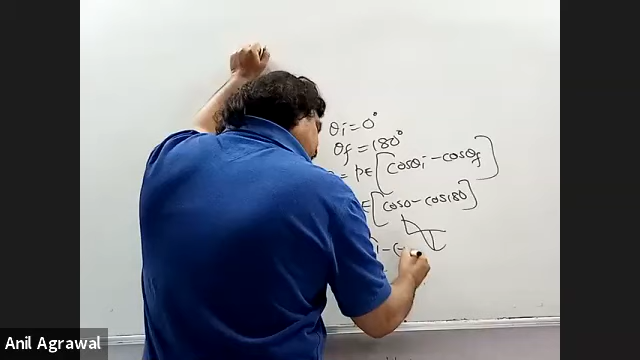 θi = 0°
θf = 180°
= PE [cosθi − cosθf]
E [cos0 − cos180]
− (−
Anil Agrawal